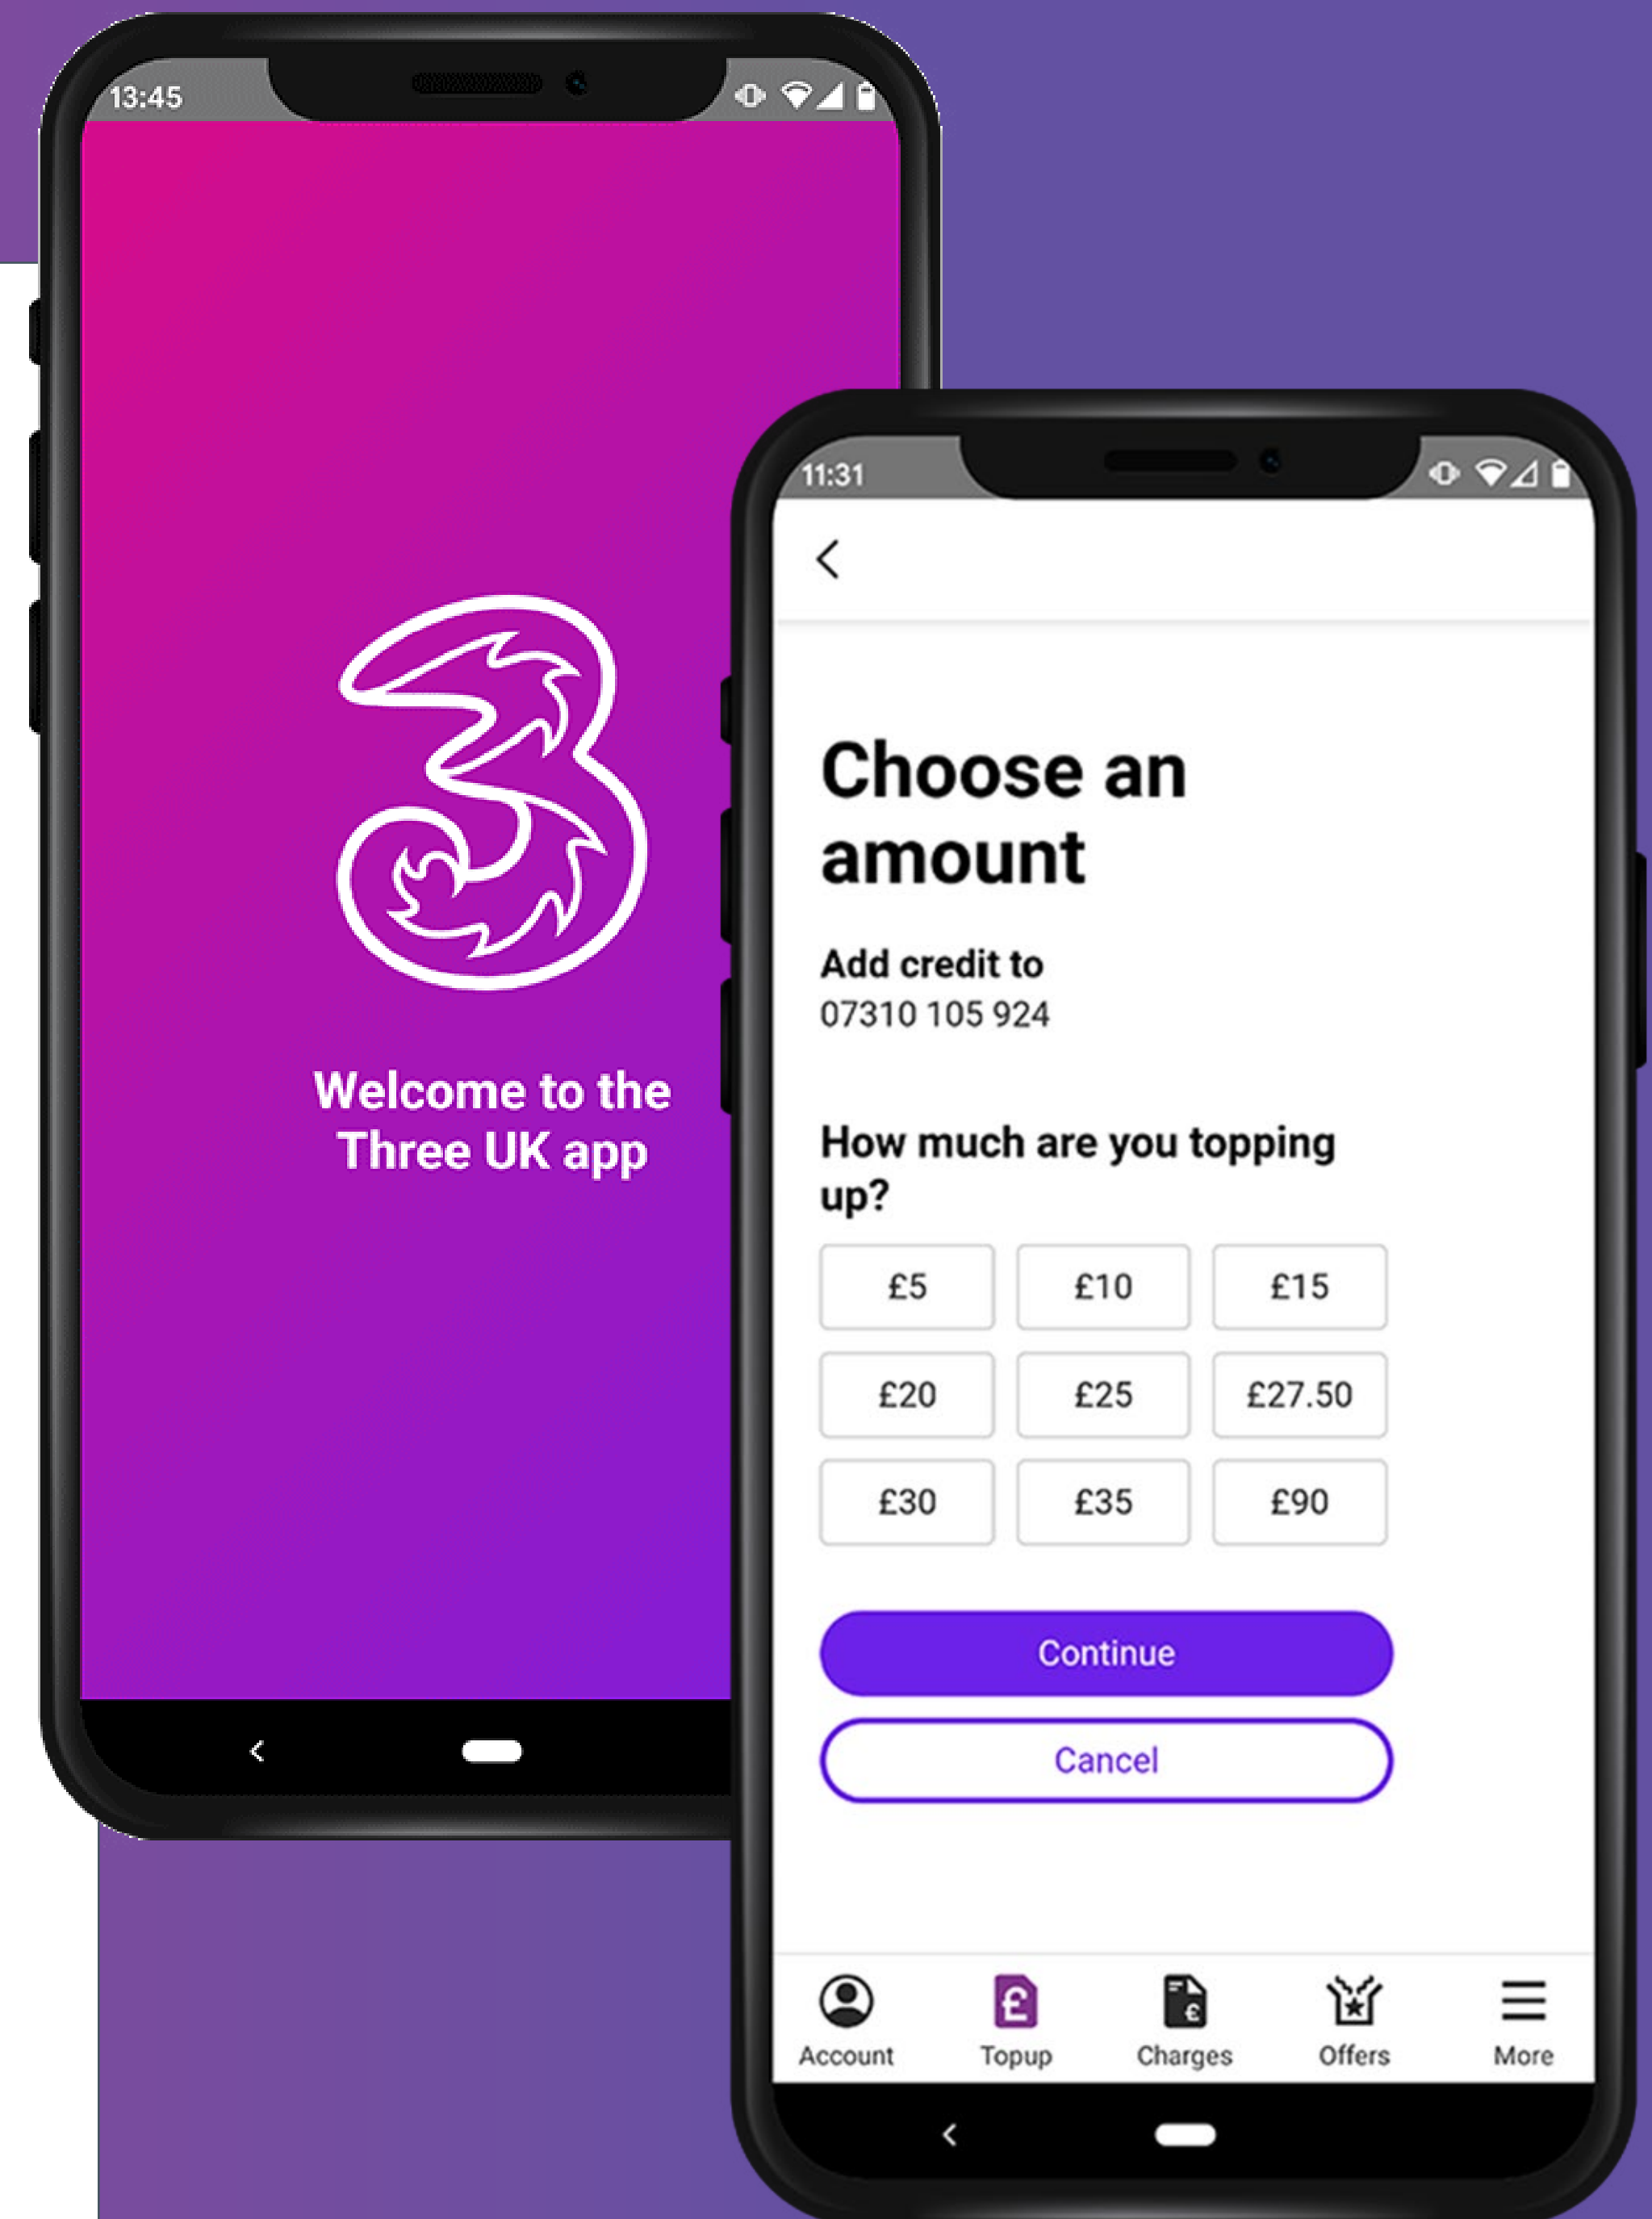 13:45
Welcome to the
Three UK app
11:31
Choose an
amount
Add credit to
07310 105 924
How much are you topping
up?
£5 £10 £15
£20 £25 £27.50
£30 £35 £90
Continue
Cancel
Account Topup Charges Offers More